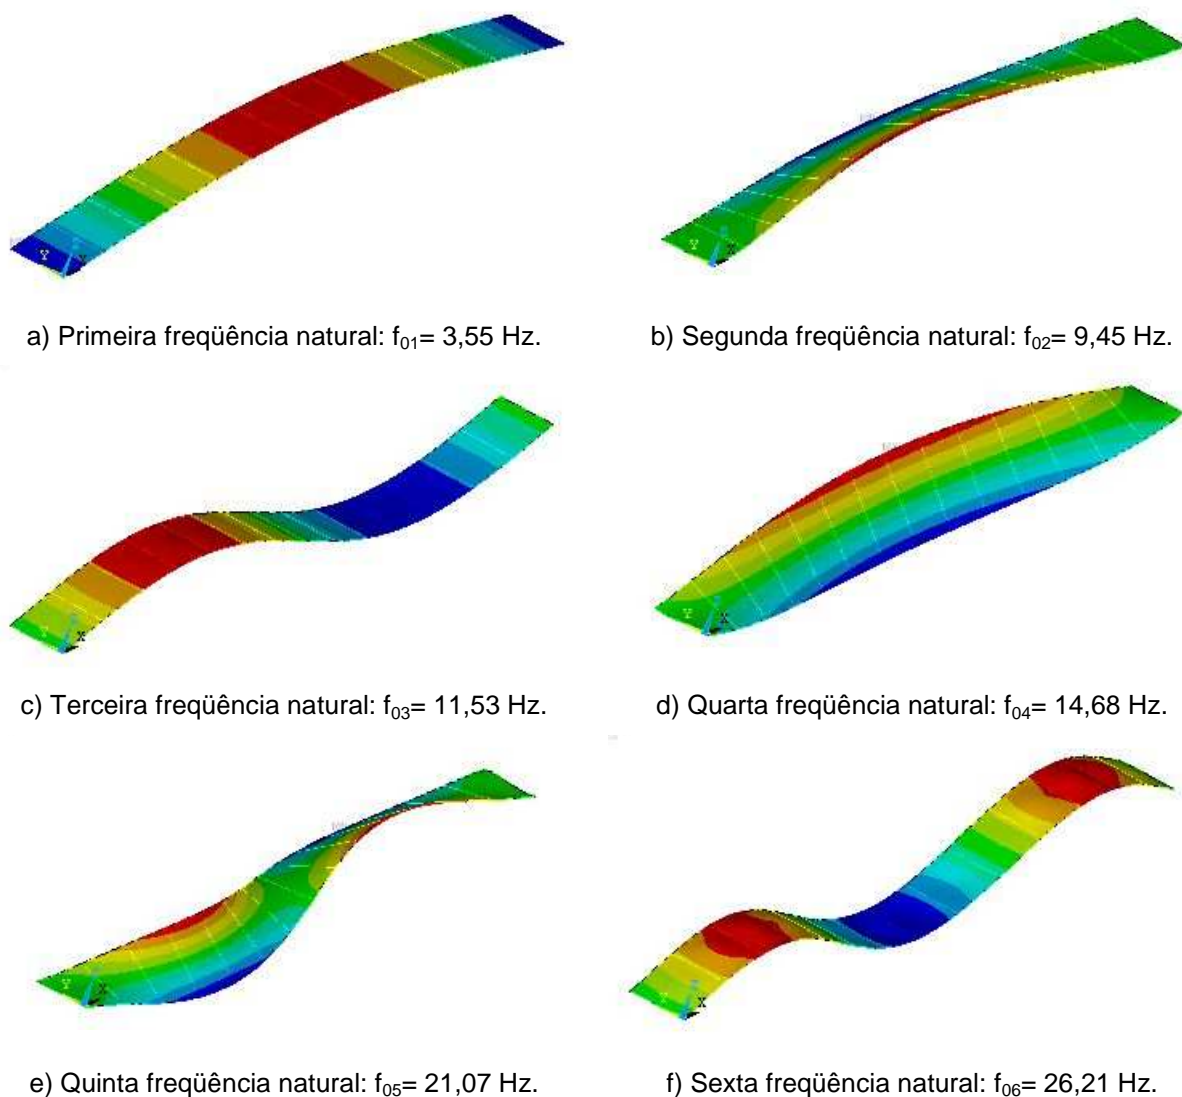 a) Primeira freqüência natural: f01= 3,55 Hz.
b) Segunda freqüência natural: f02= 9,45 Hz.
c) Terceira freqüência natural: f03= 11,53 Hz.
d) Quarta freqüência natural: f04= 14,68 Hz.
e) Quinta freqüência natural: f05= 21,07 Hz.
f) Sexta freqüência natural: f06= 26,21 Hz.